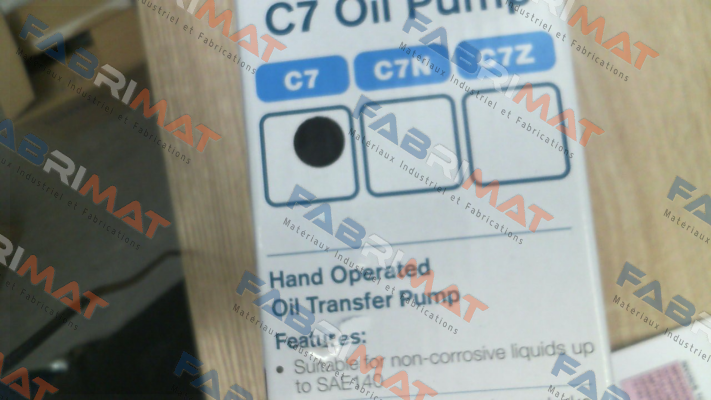 C7 Oil Pump
C7
C7N
C7Z
Hand Operated
Oil Transfer Pump
Features:
• Suitable for non-corrosive liquids up
to SAE140
FABRIMAT
Matériaux Industriel et Fabrications